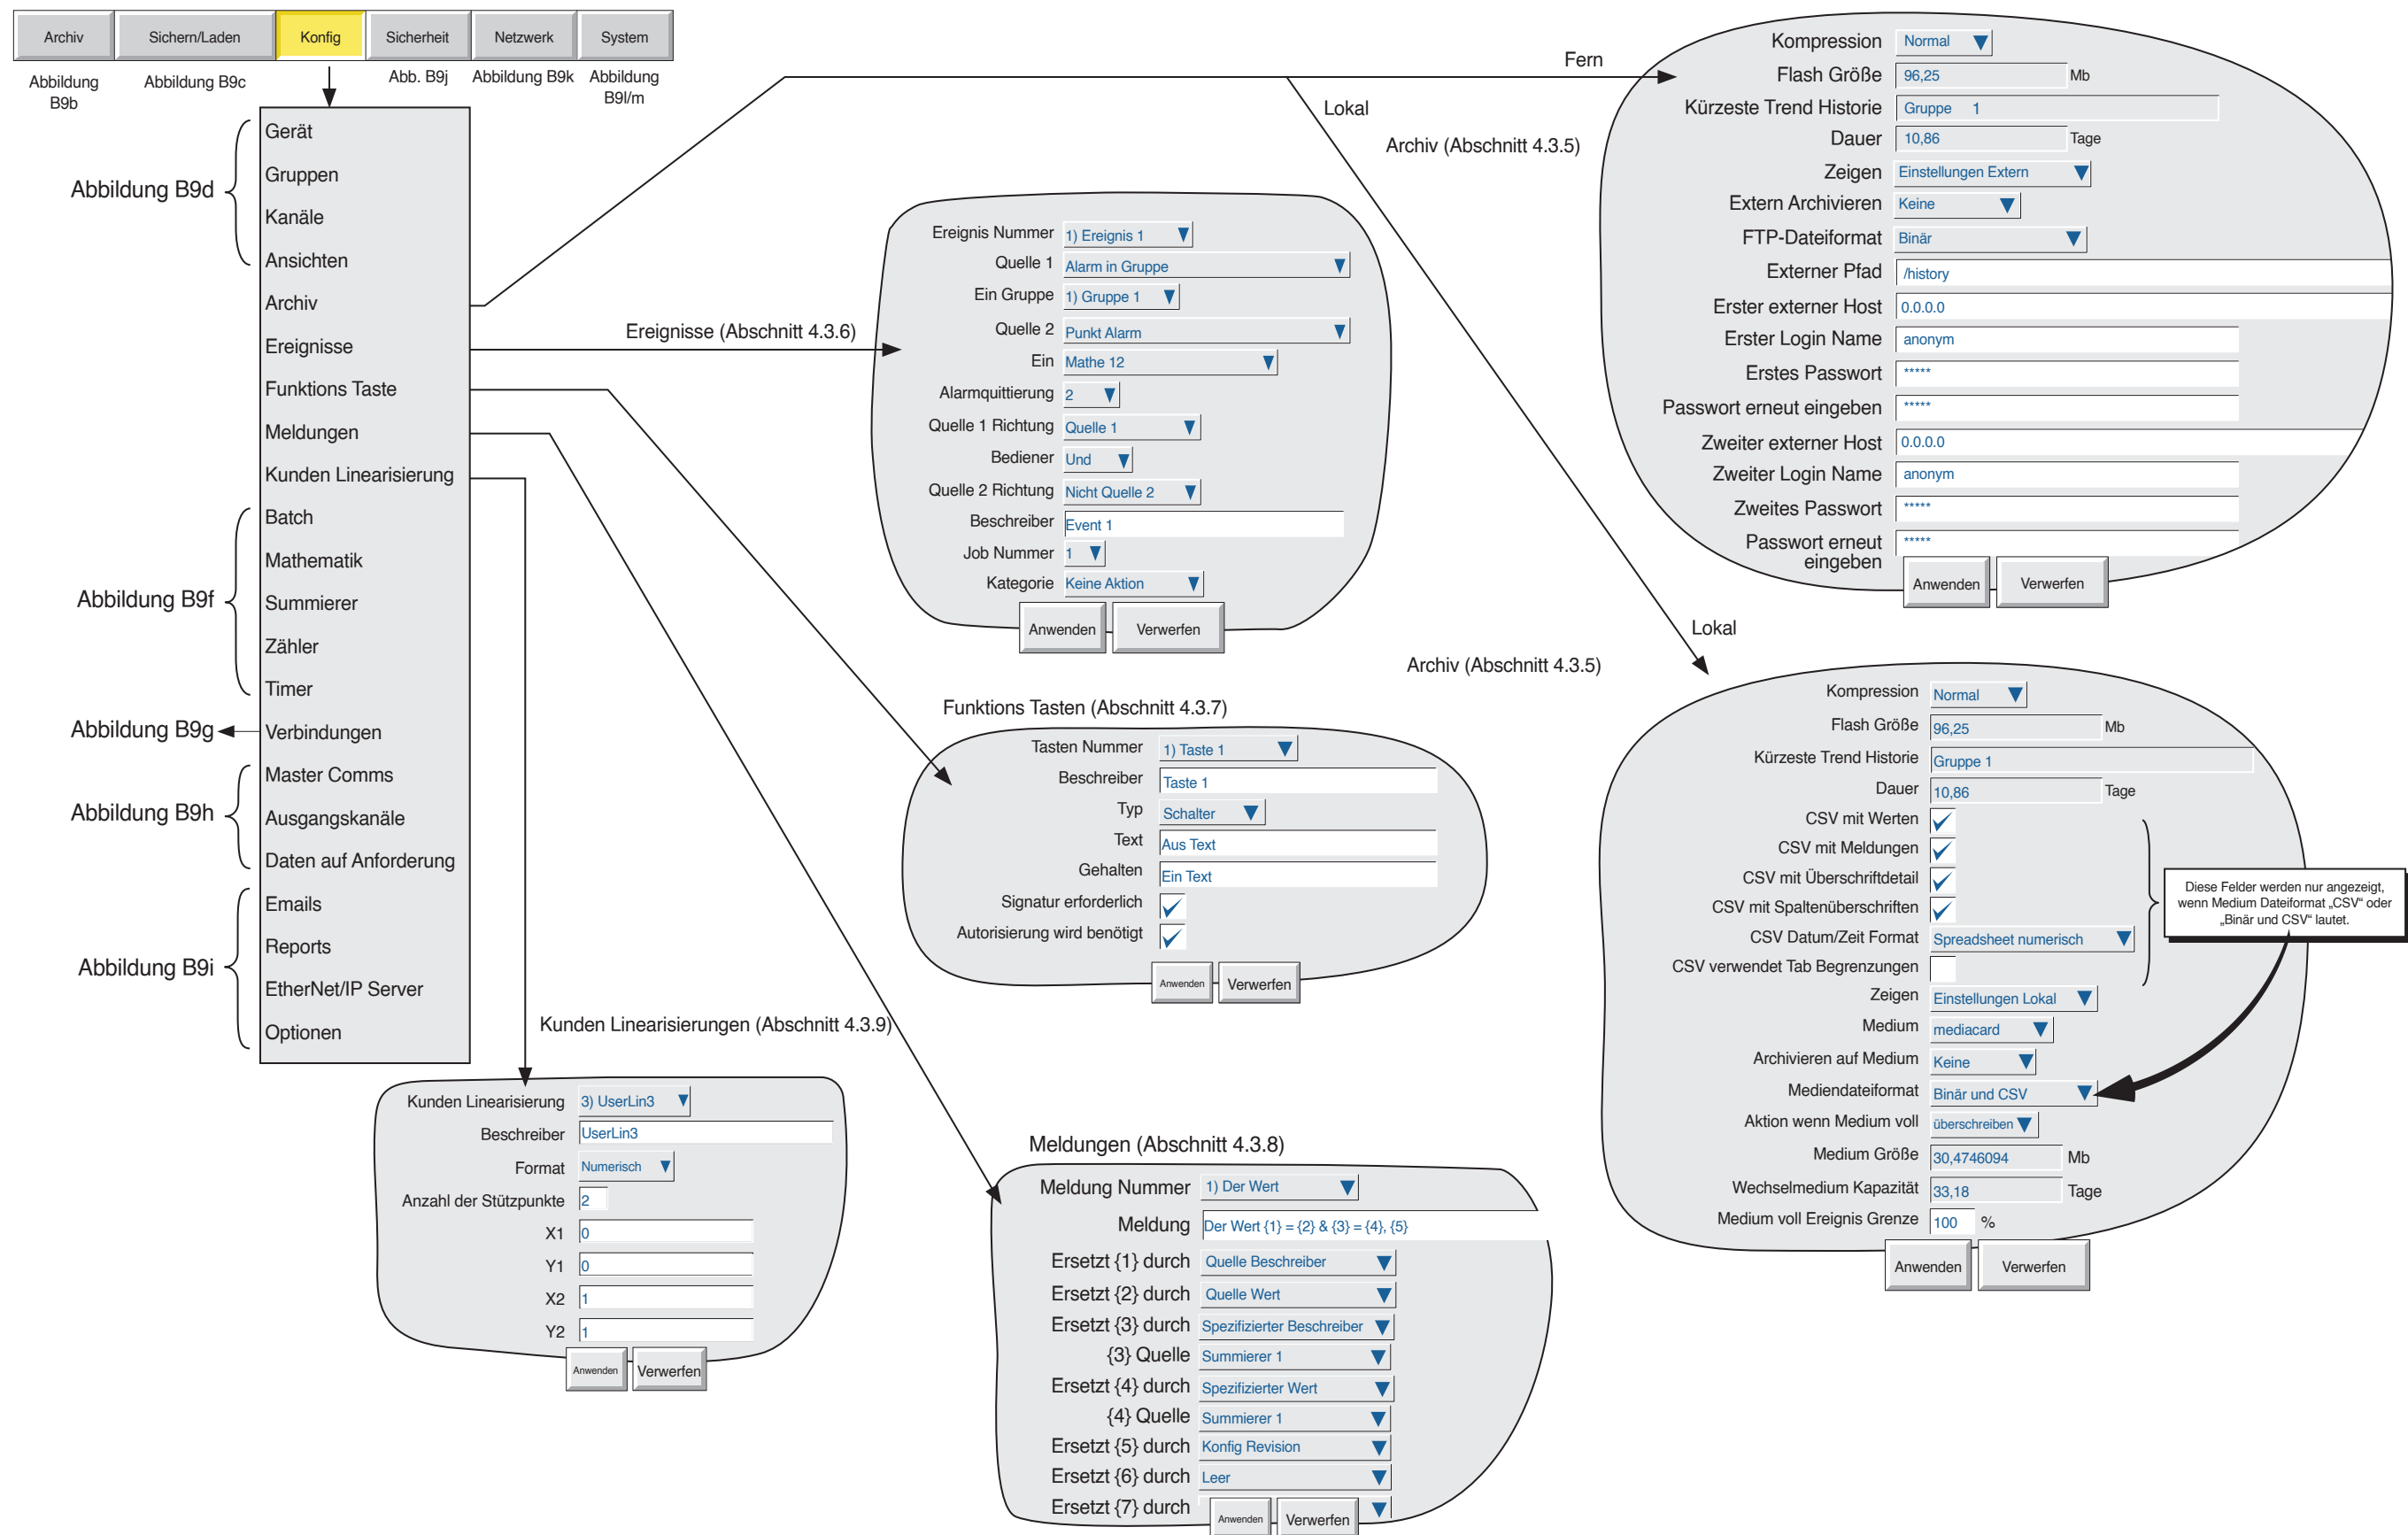 Archiv
Sichern/Laden
Konfig
Sicherheit
Netzwerk
System
Abbildung
B9b
Abbildung B9c
Abb. B9j
Abbildung B9k
Abbildung
B9l/m
Gerät
Gruppen
Kanäle
Ansichten
Archiv
Ereignisse
Funktions Taste
Meldungen
Kunden Linearisierung
Batch
Mathematik
Summierer
Zähler
Timer
Verbindungen
Master Comms
Ausgangskanäle
Daten auf Anforderung
Emails
Reports
EtherNet/IP Server
Optionen
Abbildung B9d
Abbildung B9f
Abbildung B9g
Abbildung B9h
Abbildung B9i
Fern
Lokal
Archiv (Abschnitt 4.3.5)
Kompression Normal
Flash Größe 96,25 Mb
Kürzeste Trend Historie Gruppe 1
Dauer 10,86 Tage
Zeigen Einstellungen Extern
Extern Archivieren Keine
FTP-Dateiformat Binär
Externer Pfad /history
Erster externer Host 0.0.0.0
Erster Login Name anonym
Erstes Passwort *****
Passwort erneut eingeben *****
Zweiter externer Host 0.0.0.0
Zweiter Login Name anonym
Zweites Passwort *****
Passwort erneut *****
eingeben
Anwenden Verwerfen
Ereignisse (Abschnitt 4.3.6)
Ereignis Nummer 1) Ereignis 1
Quelle 1 Alarm in Gruppe
Ein Gruppe 1) Gruppe 1
Quelle 2 Punkt Alarm
Ein Mathe 12
Alarmquittierung 2
Quelle 1 Richtung Quelle 1
Bediener Und
Quelle 2 Richtung Nicht Quelle 2
Beschreiber Event 1
Job Nummer 1
Kategorie Keine Aktion
Anwenden Verwerfen
Lokal
Archiv (Abschnitt 4.3.5)
Kompression Normal
Flash Größe 96,25 Mb
Kürzeste Trend Historie Gruppe 1
Dauer 10,86 Tage
CSV mit Werten
CSV mit Meldungen
CSV mit Überschriftdetail
CSV mit Spaltenüberschriften
CSV Datum/Zeit Format Spreadsheet numerisch
CSV verwendet Tab Begrenzungen
Zeigen Einstellungen Lokal
Medium mediacard
Archivieren auf Medium Keine
Mediendateiformat Binär und CSV
Aktion wenn Medium voll überschreiben
Medium Größe 30,4746094 Mb
Wechselmedium Kapazität 33,18 Tage
Medium voll Ereignis Grenze 100 %
Anwenden Verwerfen
Diese Felder werden nur angezeigt,
wenn Medium Dateiformat „CSV“ oder
„Binär und CSV“ lautet.
Funktions Tasten (Abschnitt 4.3.7)
Tasten Nummer 1) Taste 1
Beschreiber Taste 1
Typ Schalter
Text Aus Text
Gehalten Ein Text
Signatur erforderlich
Autorisierung wird benötigt
Anwenden Verwerfen
Kunden Linearisierungen (Abschnitt 4.3.9)
Kunden Linearisierung 3) UserLin3
Beschreiber UserLin3
Format Numerisch
Anzahl der Stützpunkte 2
X1 0
Y1 0
X2 1
Y2 1
Anwenden Verwerfen
Meldungen (Abschnitt 4.3.8)
Meldung Nummer 1) Der Wert
Meldung Der Wert {1} = {2} & {3} = {4}, {5}
Ersetzt {1} durch Quelle Beschreiber
Ersetzt {2} durch Quelle Wert
Ersetzt {3} durch Spezifizierter Beschreiber
{3} Quelle Summierer 1
Ersetzt {4} durch Spezifizierter Wert
{4} Quelle Summierer 1
Ersetzt {5} durch Konfig Revision
Ersetzt {6} durch Leer
Ersetzt {7} durch
Anwenden Verwerfen